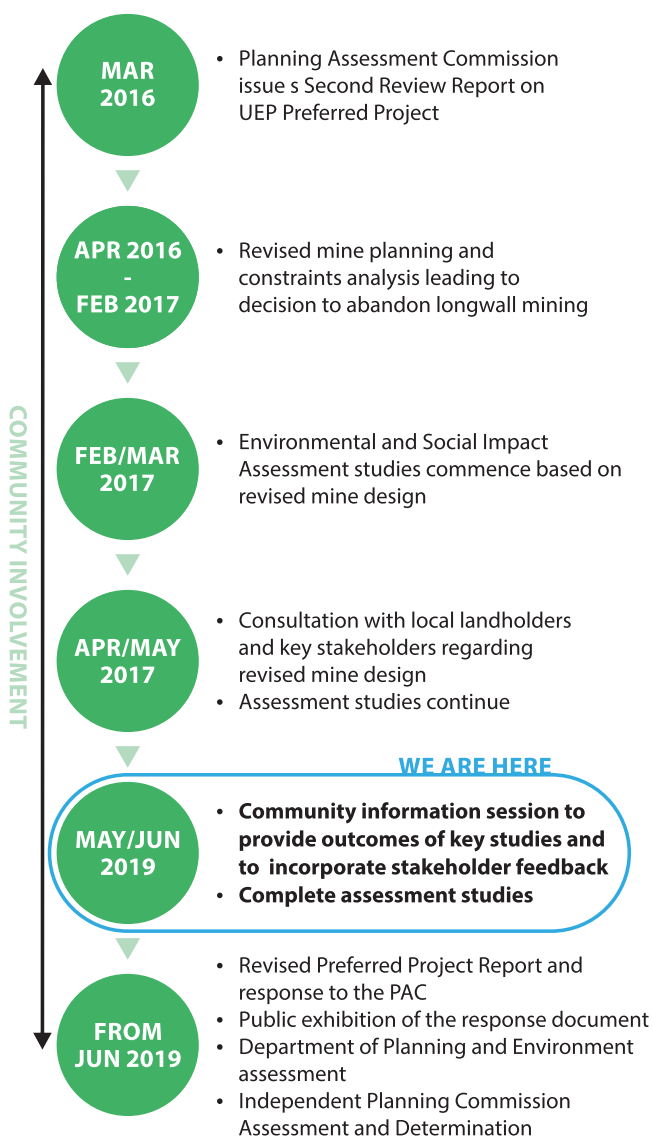 COMMUNITY INVOLVEMENT
MAR
2016
• Planning Assessment Commission
issue s Second Review Report on
UEP Preferred Project
APR 2016
-
FEB 2017
• Revised mine planning and
constraints analysis leading to
decision to abandon longwall mining
FEB/MAR
2017
• Environmental and Social Impact
Assessment studies commence based on
revised mine design
APR/MAY
2017
• Consultation with local landholders
and key stakeholders regarding
revised mine design
• Assessment studies continue
WE ARE HERE
MAY/JUN
2019
• Community information session to
provide outcomes of key studies and
to incorporate stakeholder feedback
• Complete assessment studies
FROM
JUN 2019
• Revised Preferred Project Report and
response to the PAC
• Public exhibition of the response document
• Department of Planning and Environment
assessment
• Independent Planning Commission
Assessment and Determination